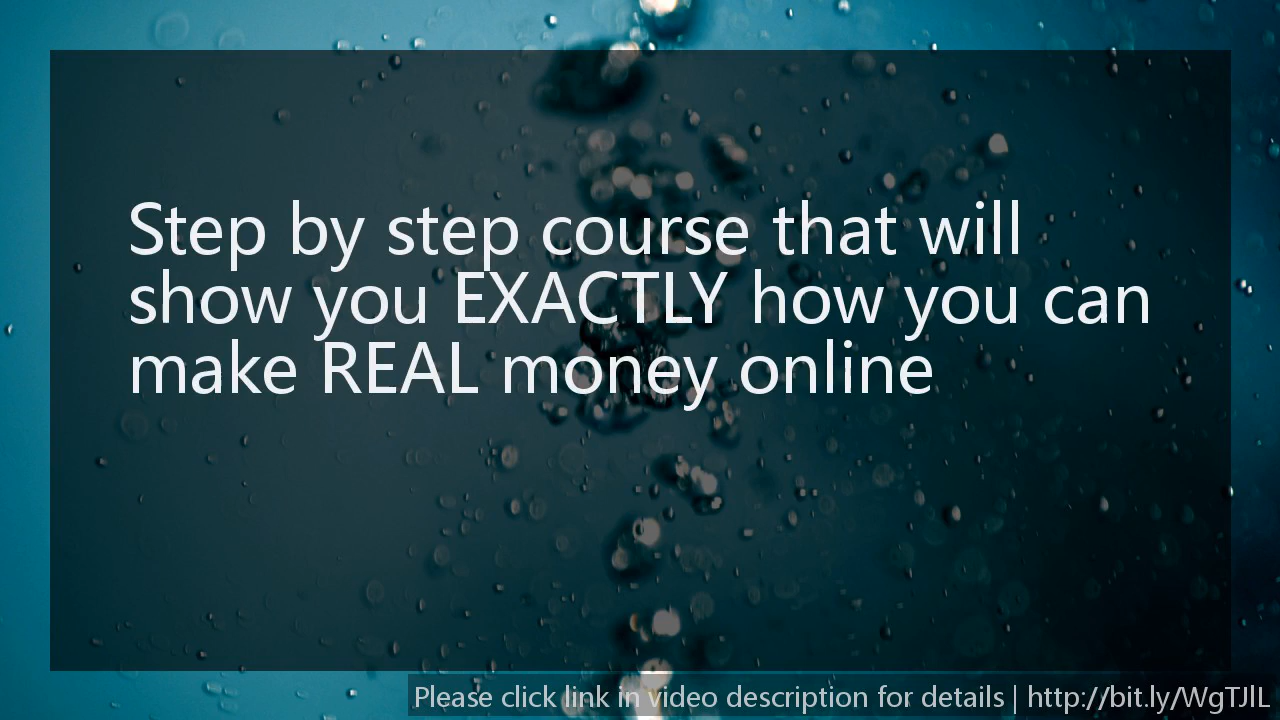 Step by step course that will
show you EXACTLY how you can
make REAL money online
Please click link in video description for details | http://bit.ly/WgTJlL